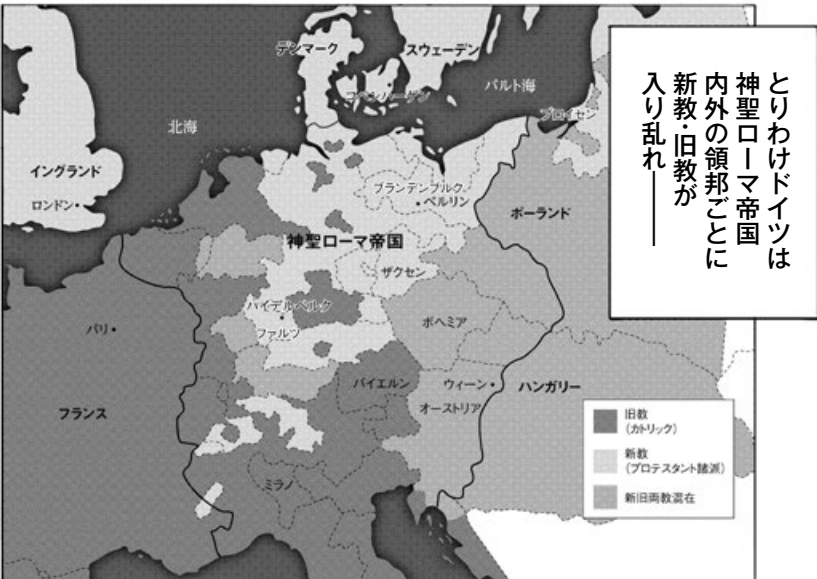 とりわけドイツは
神聖ローマ帝国
内外の領邦ごとに
新教・旧教が
入り乱れ――
デンマーク
スウェーデン
コペンハーゲン
バルト海
プロイセン
北海
イングランド
ロンドン
ブランデンブルク
ベルリン
ポーランド
神聖ローマ帝国
ザクセン
ハイデルベルク
ファルツ
ボヘミア
パリ
バイエルン
ウィーン
ハンガリー
オーストリア
フランス
ミラノ
旧教
(カトリック)
新教
(プロテスタント諸派)
新旧両教混在